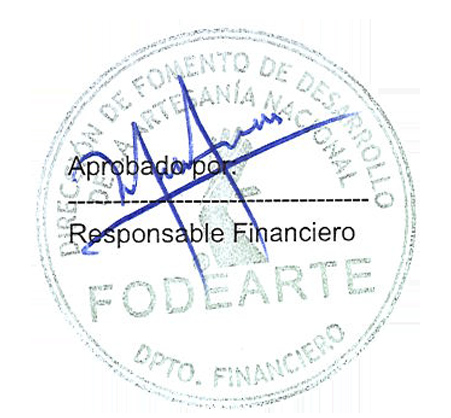 DIRECCIÓN DE FOMENTO DE DESARROLLO
DE LA ARTESANÍA NACIONAL
Aprobado por:
------------------------------
Responsable Financiero
FODEARTE
DPTO. FINANCIERO